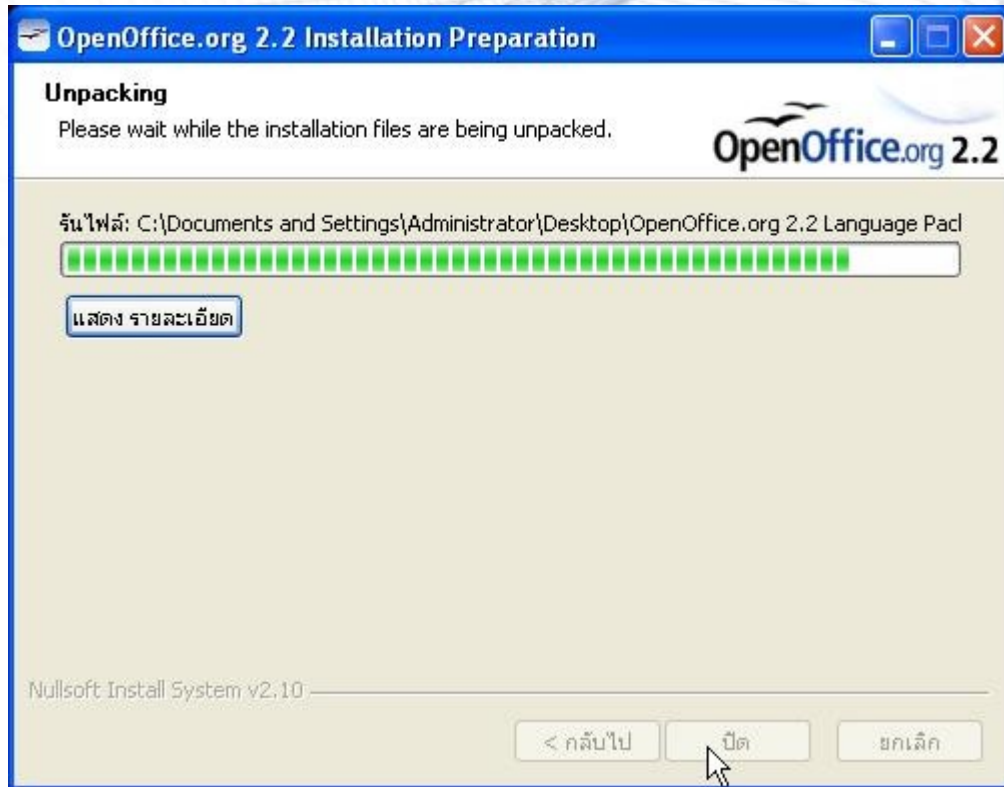 OpenOffice.org 2.2 Installation Preparation
Unpacking
Please wait while the installation files are being unpacked.
OpenOffice.org 2.2
รันไฟล์: C:\Documents and Settings\Administrator\Desktop\OpenOffice.org 2.2 Language Pacl
แสดง รายละเอียด
Nullsoft Install System v2.10
< กลับไป
ปิด
ยกเลิก